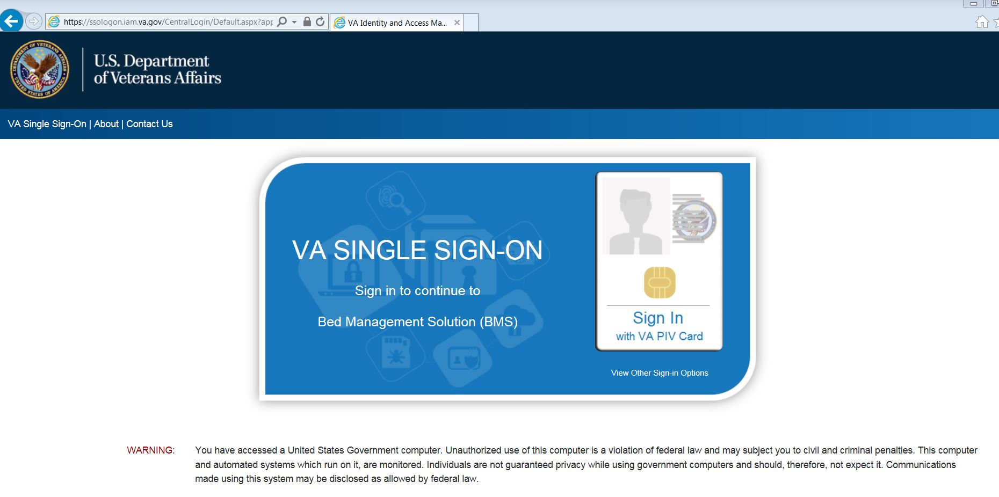 https://ssologon.iam.va.gov/CentralLogin/Default.aspx?app
VA Identity and Access Ma...
U.S. Department
of Veterans Affairs
VA Single Sign-On | About | Contact Us
VA SINGLE SIGN-ON
Sign in to continue to
Bed Management Solution (BMS)
Sign In
with VA PIV Card
View Other Sign-in Options
WARNING: You have accessed a United States Government computer. Unauthorized use of this computer is a violation of federal law and may subject you to civil and criminal penalties. This computer
and automated systems which run on it, are monitored. Individuals are not guaranteed privacy while using government computers and should, therefore, not expect it. Communications
made using this system may be disclosed as allowed by federal law.